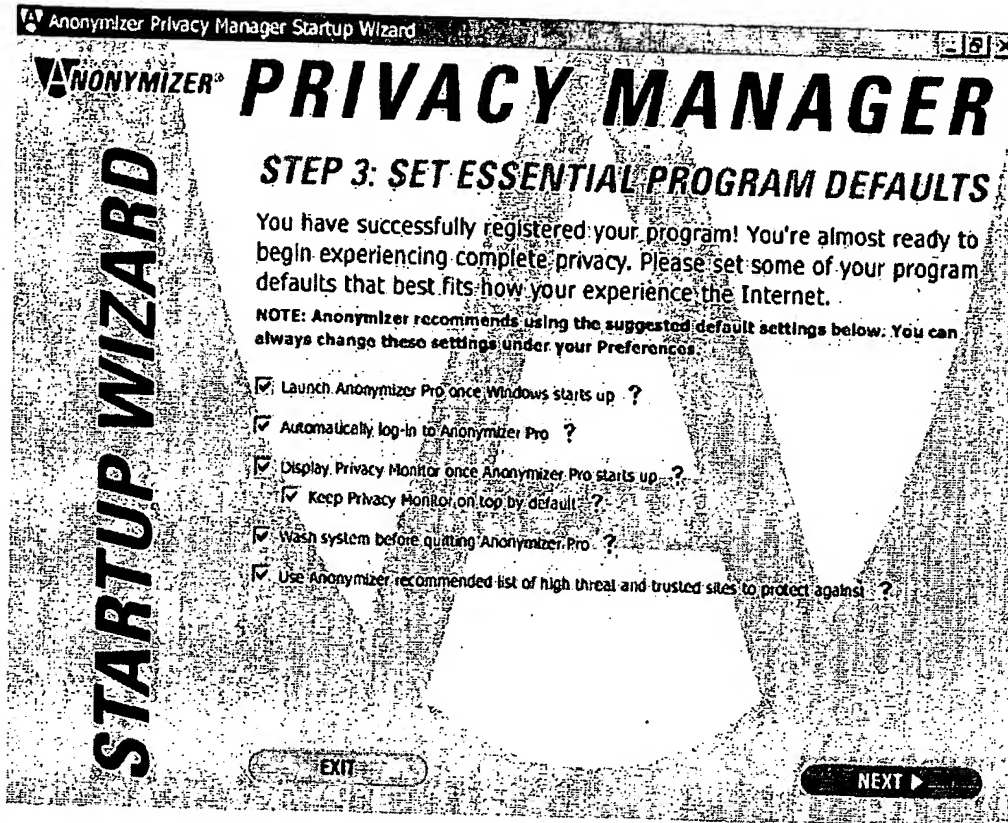 Anonymizer Privacy Manager Startup Wizard
ANONYMIZER®
PRIVACY MANAGER
STARTUP WIZARD
STEP 3: SET ESSENTIAL PROGRAM DEFAULTS
You have successfully registered your program! You're almost ready to
begin experiencing complete privacy. Please set some of your program
defaults that best fits how your experience the Internet.
NOTE: Anonymizer recommends using the suggested default settings below. You can
always change these settings under your Preferences.
Launch Anonymizer Pro once Windows starts up ?
Automatically log-in to Anonymizer Pro ?
Display Privacy Monitor once Anonymizer Pro starts up ?
Keep Privacy Monitor on top by default ?
Wash system before quitting Anonymizer Pro ?
Use Anonymizer recommended list of high threat and trusted sites to protect against ?
EXIT
NEXT